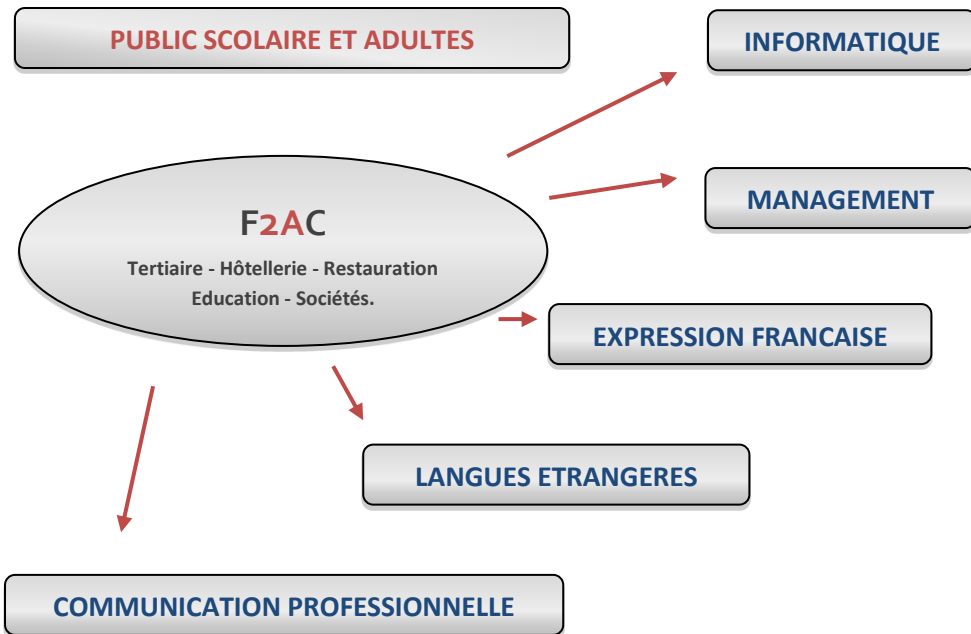 PUBLIC SCOLAIRE ET ADULTES
INFORMATIQUE
MANAGEMENT
F2AC
Tertiaire - Hôtellerie - Restauration
Education - Sociétés.
EXPRESSION FRANCAISE
LANGUES ETRANGERES
COMMUNICATION PROFESSIONNELLE